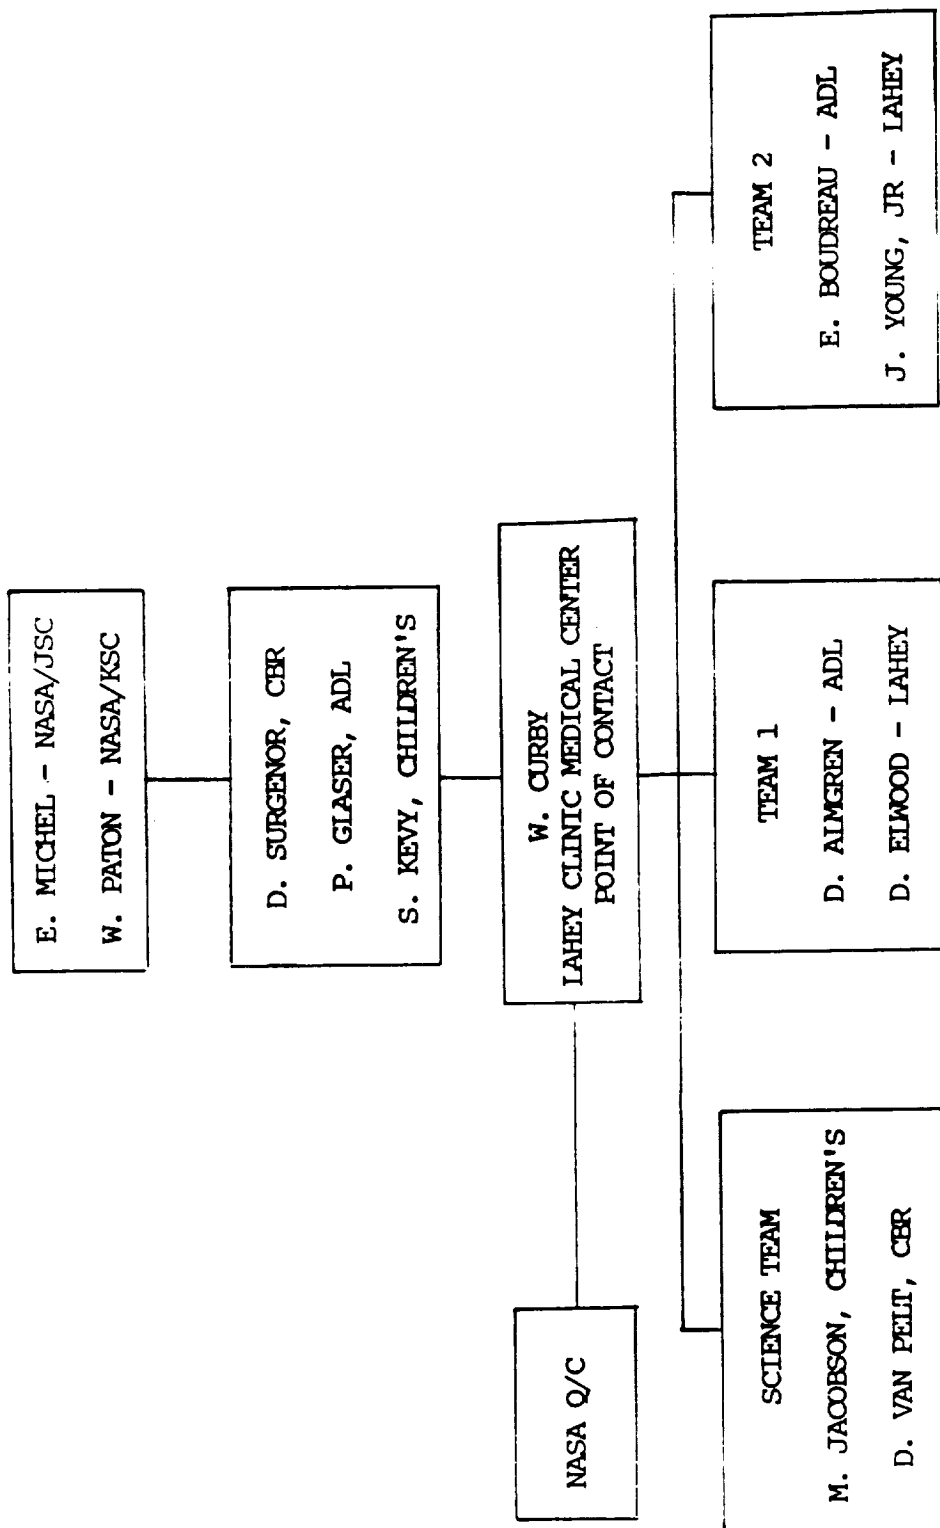 E. MICHEL - NASA/JSC
W. PATON - NASA/KSC
D. SURGENOR, CBR
P. GLASER, ADL
S. KEVY, CHILDREN'S
NASA Q/C
W. CURBY
LAHEY CLINIC MEDICAL CENTER
POINT OF CONTACT
SCIENCE TEAM
M. JACOBSON, CHILDREN'S
D. VAN PELT, CBR
TEAM 1
D. ALMGREN - ADL
D. ELWOOD - LAHEY
TEAM 2
E. BOUDREAU - ADL
J. YOUNG, JR - LAHEY